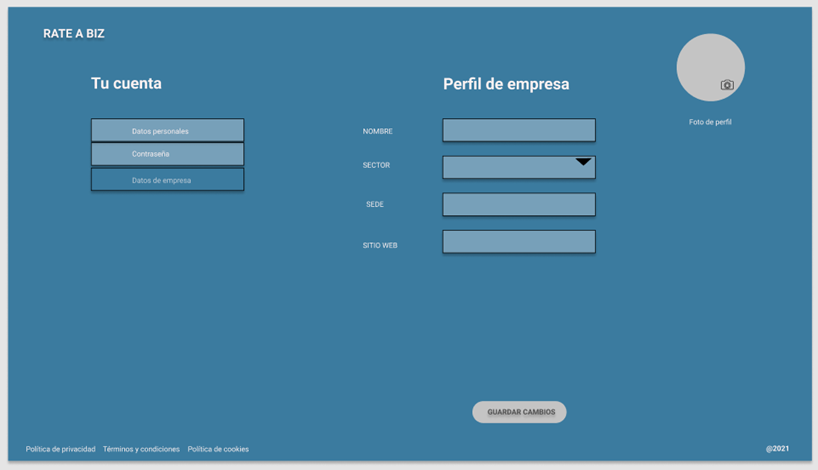 RATE A BIZ
Tu cuenta
Datos personales
Contraseña
Datos de empresa
Perfil de empresa
NOMBRE
SECTOR
SEDE
SITIO WEB
Foto de perfil
GUARDAR CAMBIOS
Política de privacidad Términos y condiciones Política de cookies
@2021